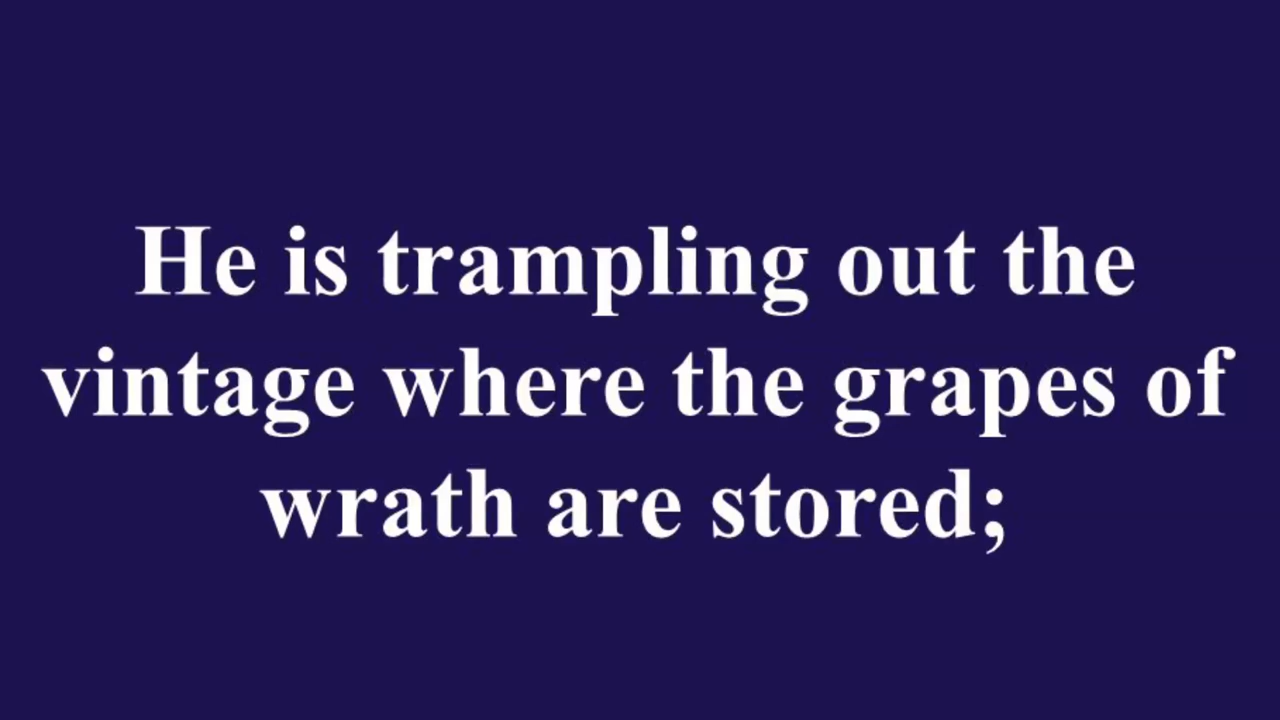 He is trampling out the
vintage where the grapes of
wrath are stored;